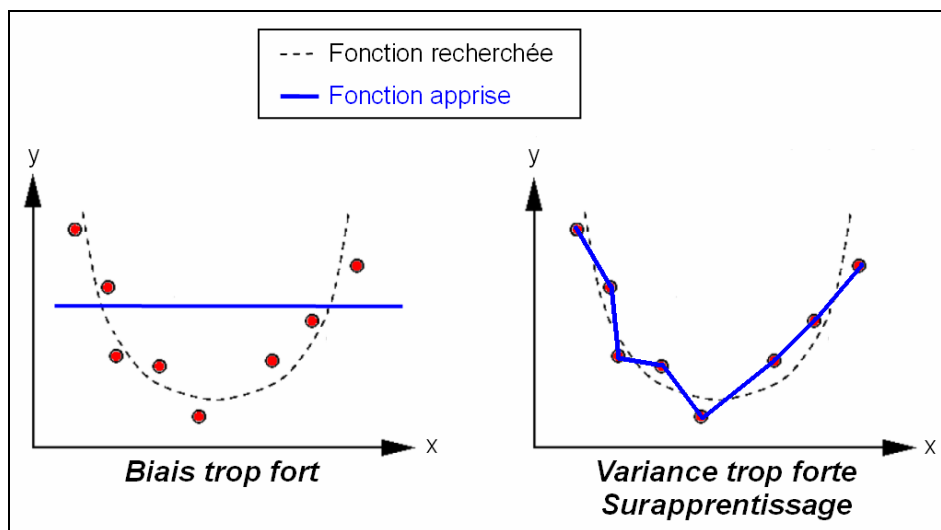 Fonction recherchée
Fonction apprise
y
x
Biais trop fort
y
x
Variance trop forte
Surapprentissage